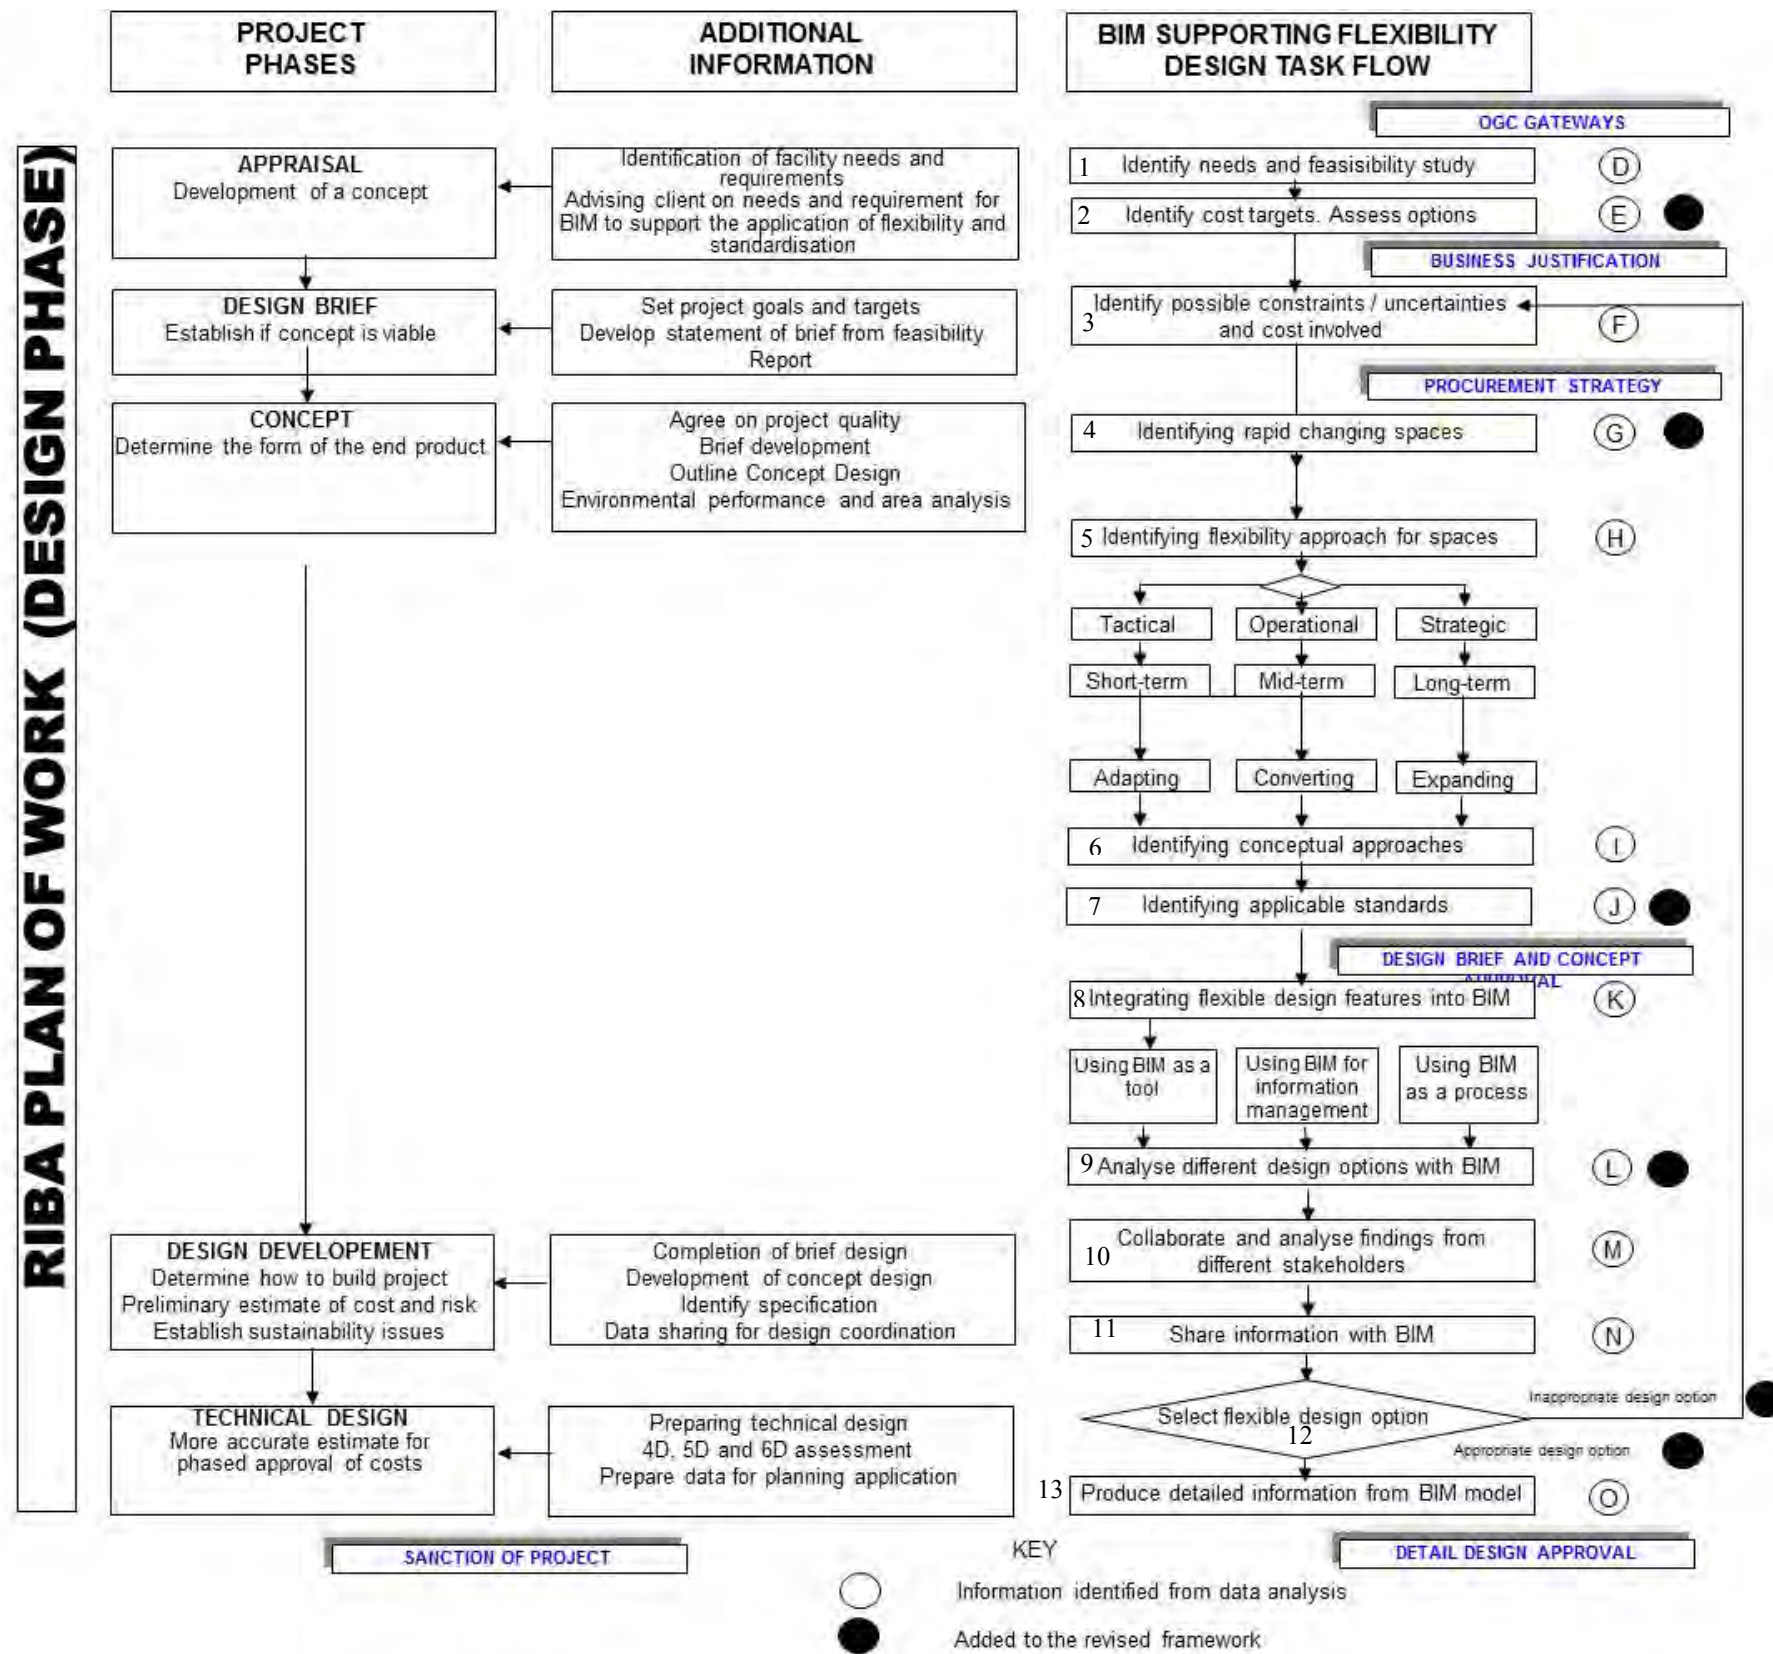 RIBA PLAN OF WORK (DESIGN PHASE)
PROJECT
PHASES
ADDITIONAL
INFORMATION
BIM SUPPORTING FLEXIBILITY
DESIGN TASK FLOW
OGC GATEWAYS
APPRAISAL
Development of a concept
Identification of facility needs and
requirements
Advising client on needs and requirement for
BIM to support the application of flexibility and
standardisation
1 Identify needs and feasisibility study
D
2 Identify cost targets. Assess options
E
BUSINESS JUSTIFICATION
DESIGN BRIEF
Establish if concept is viable
Set project goals and targets
Develop statement of brief from feasibility
Report
Identify possible constraints / uncertainties
3 and cost involved
F
PROCUREMENT STRATEGY
CONCEPT
Determine the form of the end product
Agree on project quality
Brief development
Outline Concept Design
Environmental performance and area analysis
4 Identifying rapid changing spaces
G
5 Identifying flexibility approach for spaces
H
Tactical
Operational
Strategic
Short-term
Mid-term
Long-term
Adapting
Converting
Expanding
6 Identifying conceptual approaches
I
7 Identifying applicable standards
J
DESIGN BRIEF AND CONCEPT
APPROVAL
8 Integrating flexible design features into BIM
K
Using BIM as a
tool
Using BIM for
information
management
Using BIM
as a process
9 Analyse different design options with BIM
L
DESIGN DEVELOPEMENT
Determine how to build project
Preliminary estimate of cost and risk
Establish sustainability issues
Completion of brief design
Development of concept design
Identify specification
Data sharing for design coordination
Collaborate and analyse findings from
10 different stakeholders
M
11 Share information with BIM
N
TECHNICAL DESIGN
More accurate estimate for
phased approval of costs
Preparing technical design
4D, 5D and 6D assessment
Prepare data for planning application
Inappropriate design option
Select flexible design option
12
Appropriate design option
13 Produce detailed information from BIM model
O
SANCTION OF PROJECT
DETAIL DESIGN APPROVAL
KEY
Information identified from data analysis
Added to the revised framework